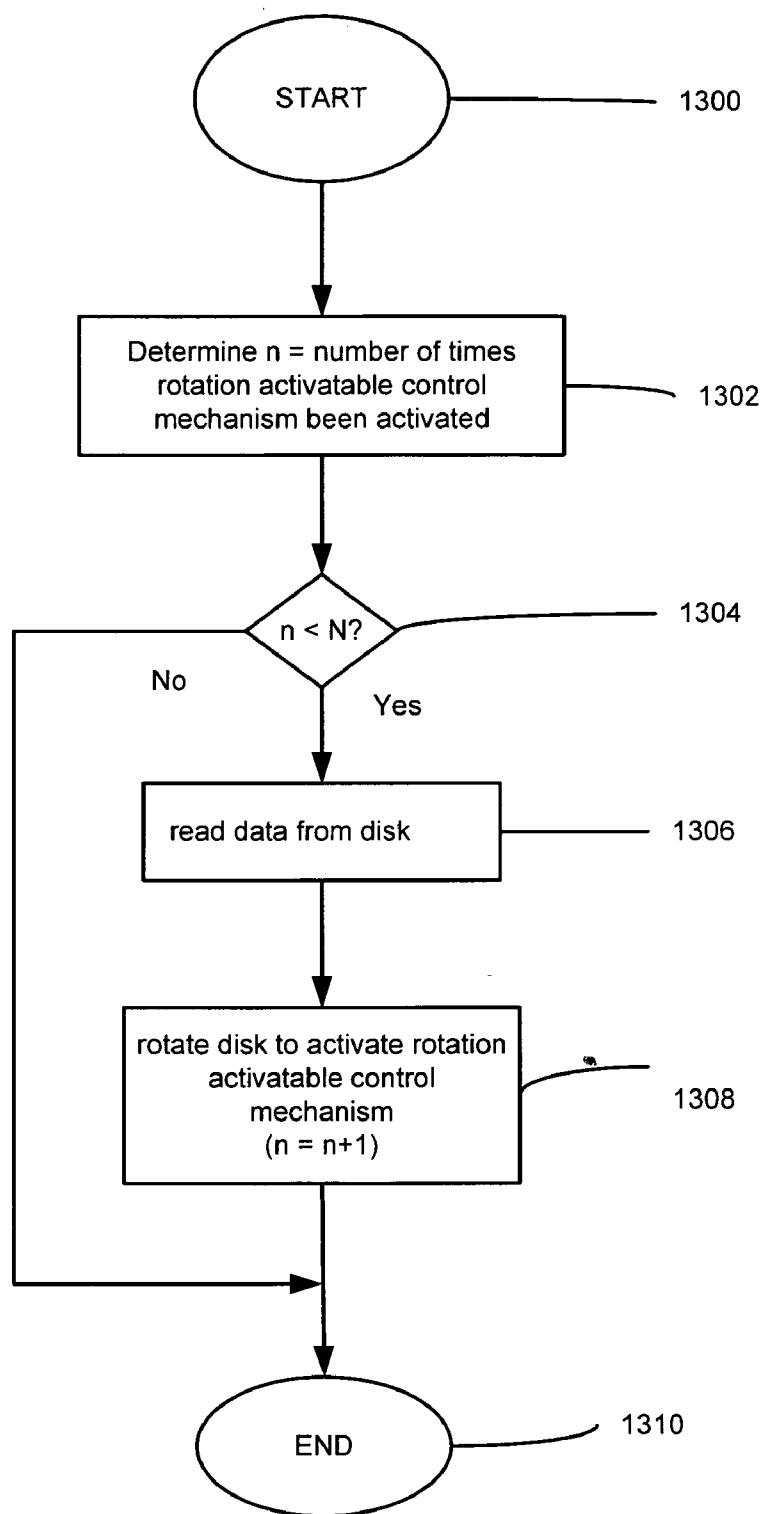 START
1300
Determine n = number of times
rotation activatable control
mechanism been activated
1302
n < N?
1304
No
Yes
read data from disk
1306
rotate disk to activate rotation
activatable control
mechanism
(n = n+1)
1308
END
1310